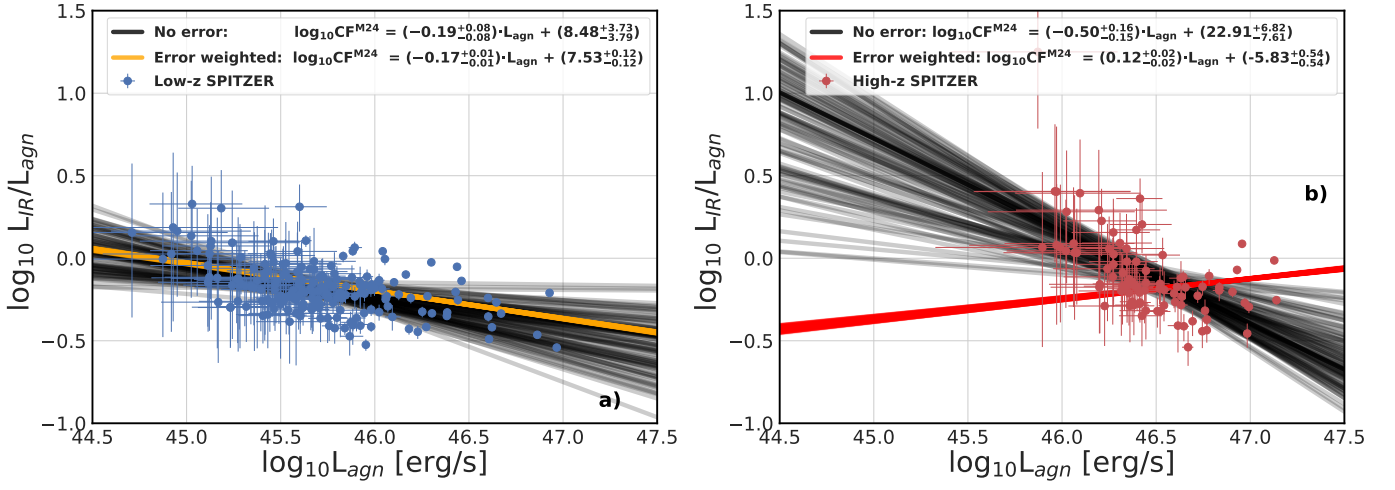 No error: log₁₀CF^M24 = (−0.19^{+0.08}_{−0.08})·L_agn + (8.48^{+3.73}_{−3.79})
Error weighted: log₁₀CF^M24 = (−0.17^{+0.01}_{−0.01})·L_agn + (7.53^{+0.12}_{−0.12})
Low-z SPITZER
1.5
1.0
0.5
0.0
−0.5
−1.0
log₁₀ L_IR/L_agn
a)
44.5 45.0 45.5 46.0 46.5 47.0 47.5
log₁₀L_agn [erg/s]
No error: log₁₀CF^M24 = (−0.50^{+0.16}_{−0.15})·L_agn + (22.91^{+6.82}_{−7.61})
Error weighted: log₁₀CF^M24 = (0.12^{+0.02}_{−0.02})·L_agn + (−5.83^{+0.54}_{−0.54})
High-z SPITZER
1.5
1.0
0.5
0.0
−0.5
−1.0
log₁₀ L_IR/L_agn
b)
44.5 45.0 45.5 46.0 46.5 47.0 47.5
log₁₀L_agn [erg/s]